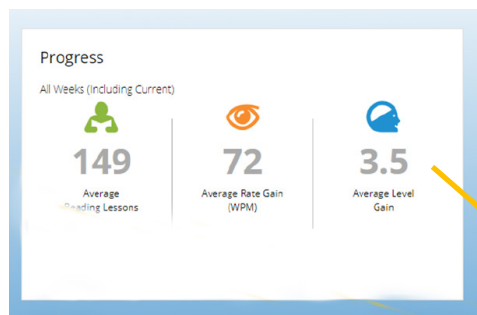 Progress
All Weeks (Including Current)
149
Average
Reading Lessons
72
Average Rate Gain
(WPM)
3.5
Average Level
Gain